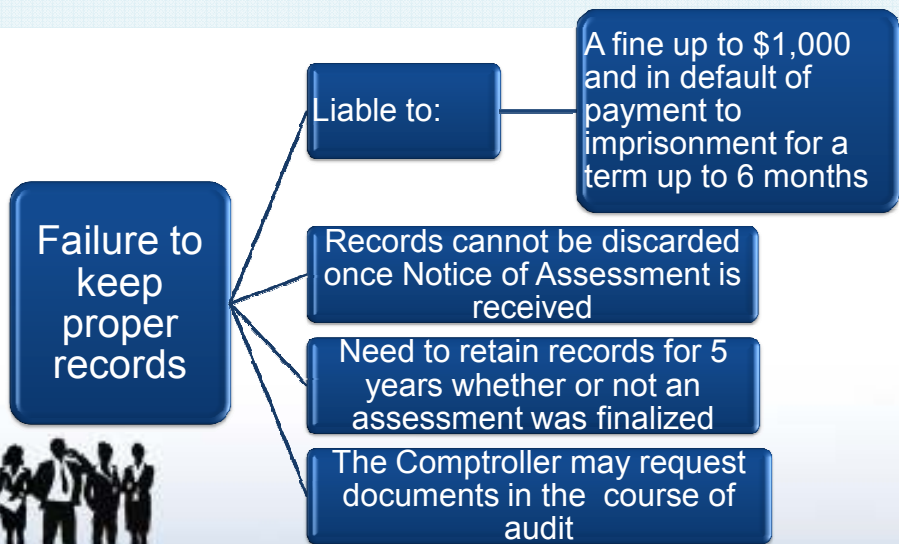 Failure to
keep
proper
records
Liable to:
A fine up to $1,000
and in default of
payment to
imprisonment for a
term up to 6 months
Records cannot be discarded
once Notice of Assessment is
received
Need to retain records for 5
years whether or not an
assessment was finalized
The Comptroller may request
documents in the course of
audit